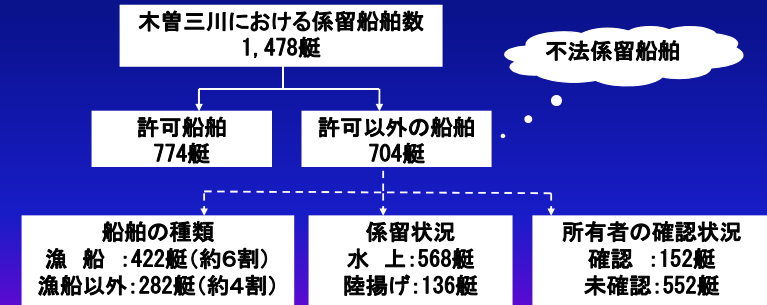 木曽三川における係留船舶数
1,478艇
不法係留船舶
許可船舶
774艇
許可以外の船舶
704艇
船舶の種類
漁　船　:422艇(約6割)
漁船以外:282艇(約4割)
係留状況
水　上:568艇
陸揚げ:136艇
所有者の確認状況
確認　:152艇
未確認:552艇